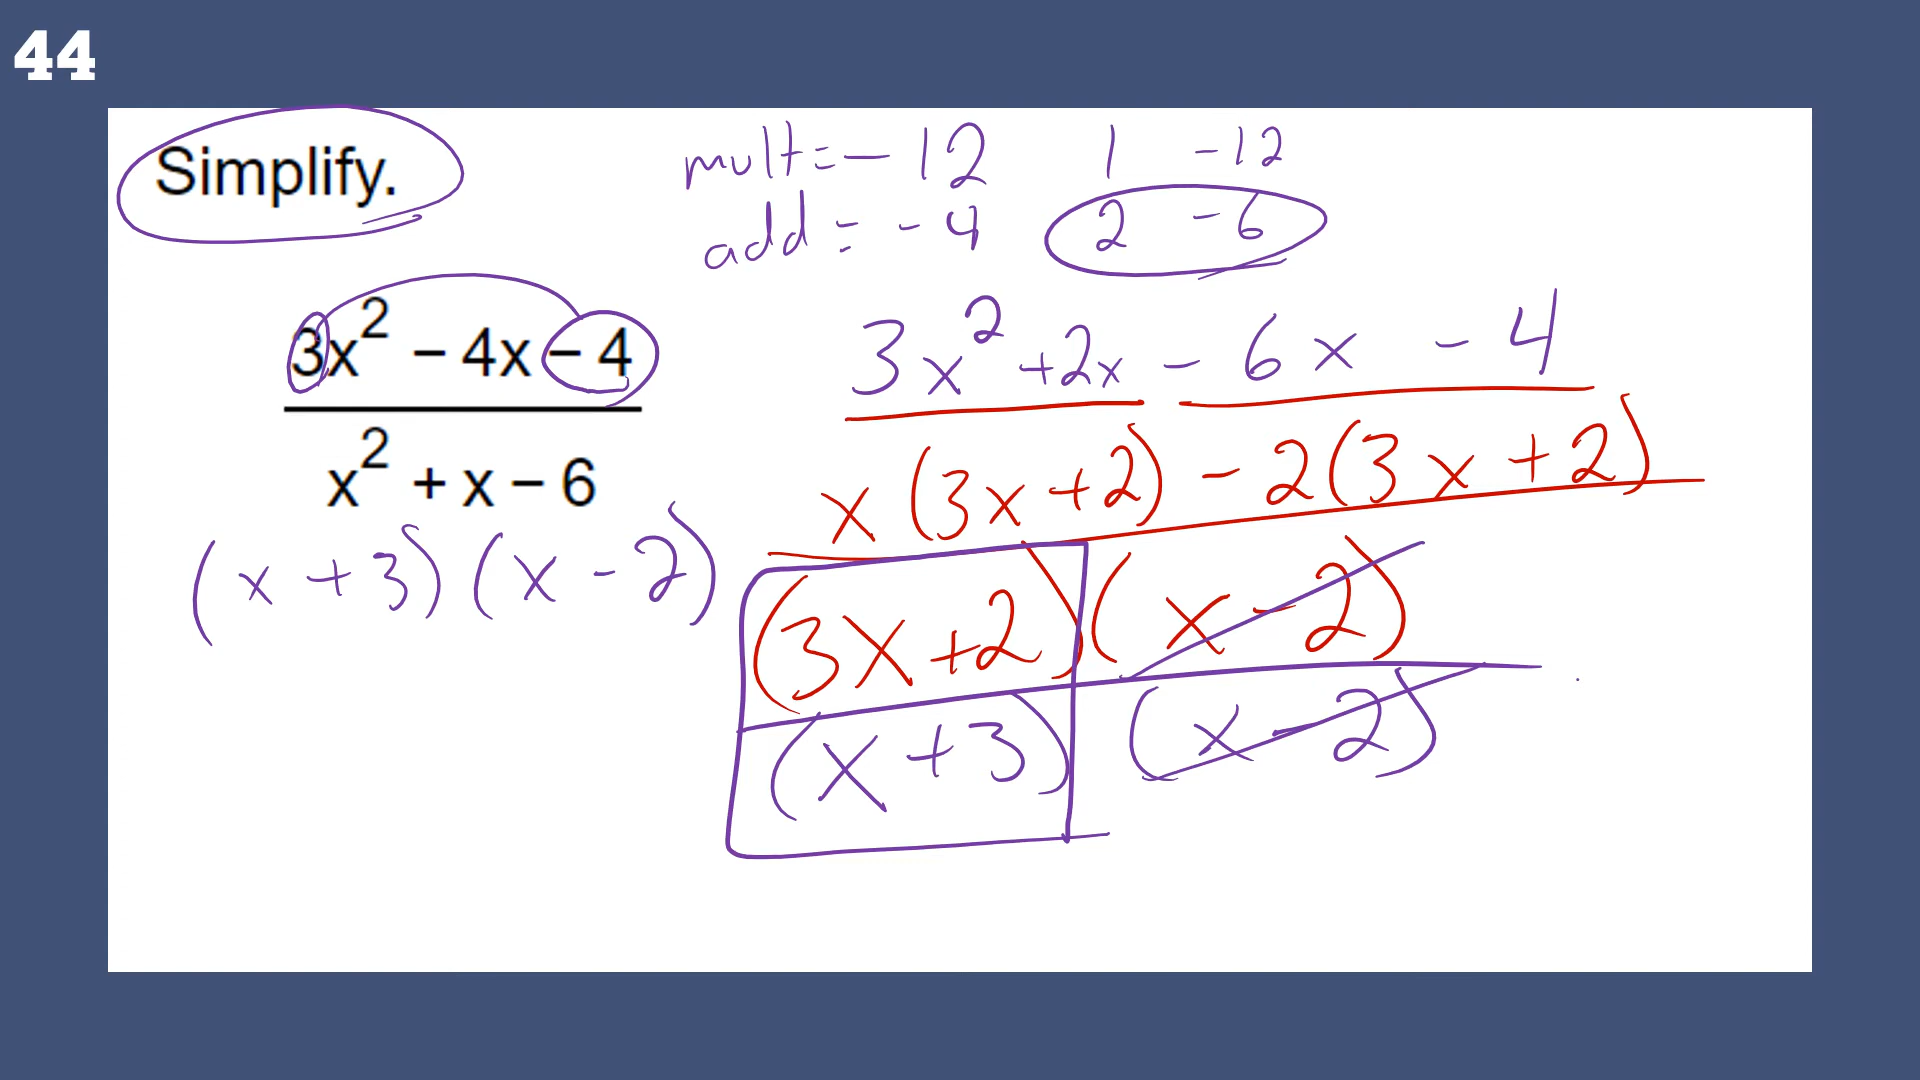 44
Simplify.
mult = -12 1 -12
add = -4 2 -6
3x² - 4x - 4
x² + x - 6
(x + 3)(x - 2)
3x² + 2x - 6x - 4
x(3x + 2) - 2(3x + 2)
(3x + 2)(x - 2)
(x + 3)(x - 2)